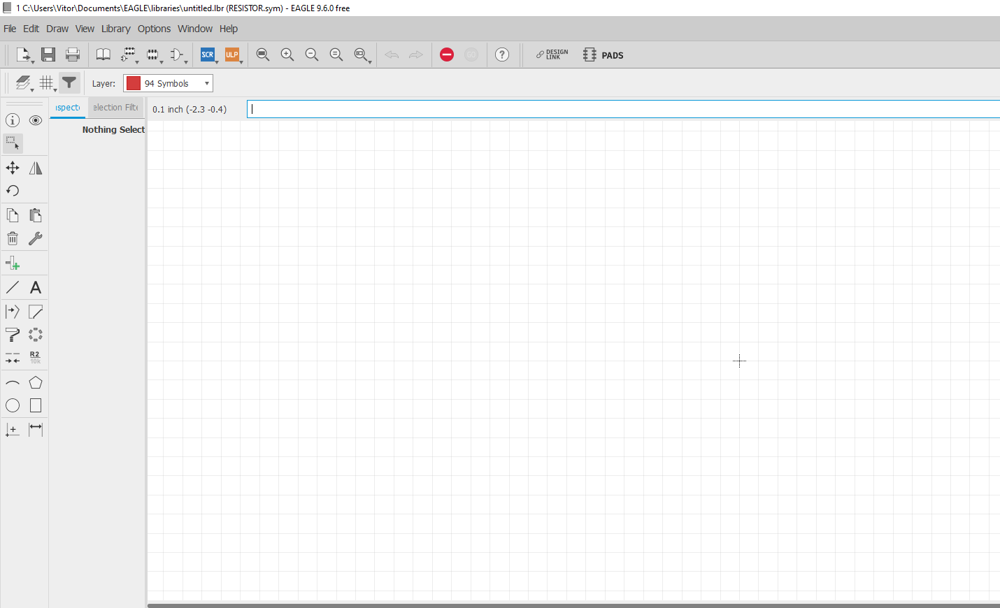 1 C:\Users\Vitor\Documents\EAGLE\libraries\untitled.lbr (RESISTOR.sym) - EAGLE 9.6.0 free
File Edit Draw View Library Options Window Help
SCR ULP DESIGN LINK PADS
Layer: 94 Symbols
spect election Filt 0.1 inch (-2.3 -0.4)
Nothing Select
A
R2
10k